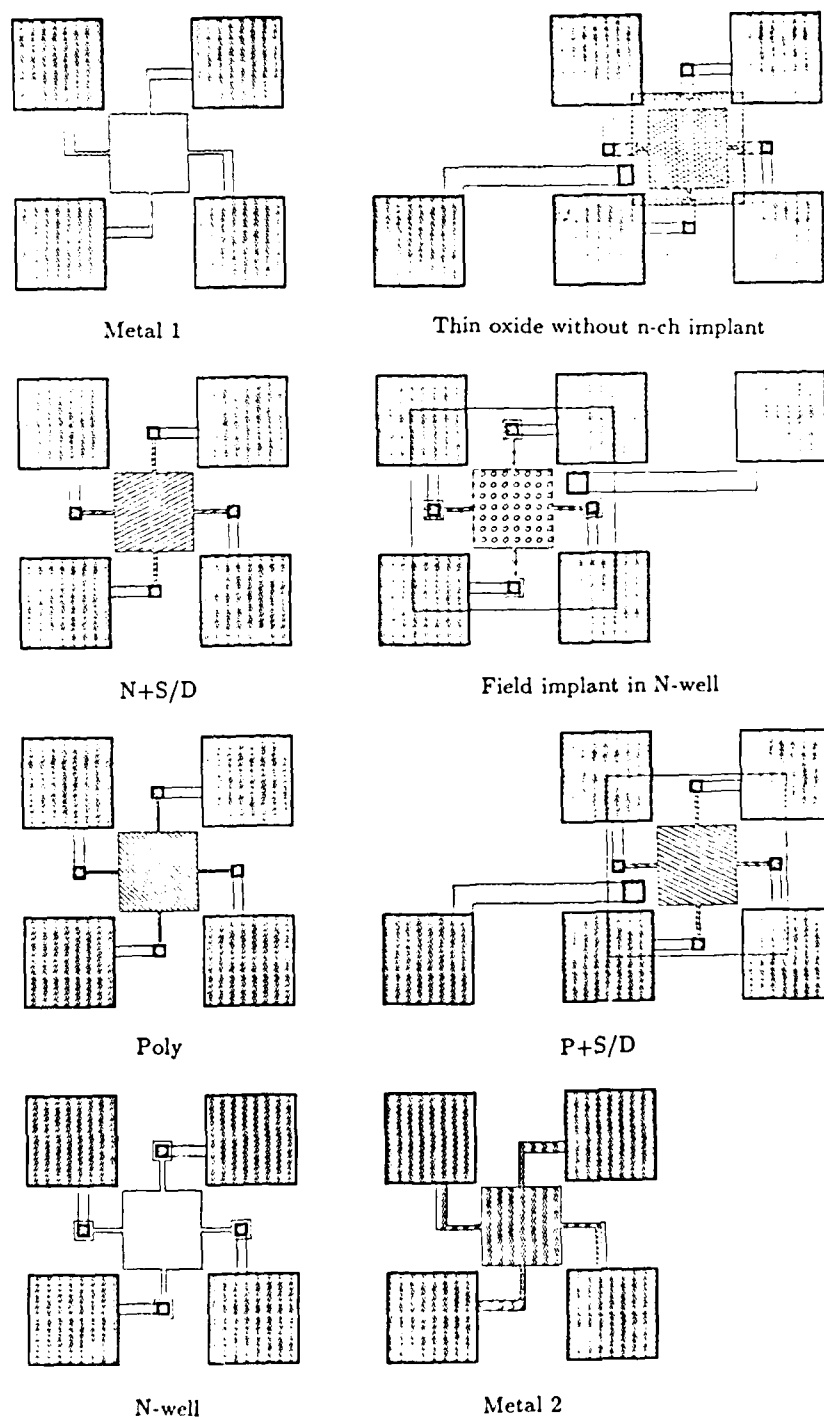 Metal 1
Thin oxide without n-ch implant
N+S/D
Field implant in N-well
Poly
P+S/D
N-well
Metal 2